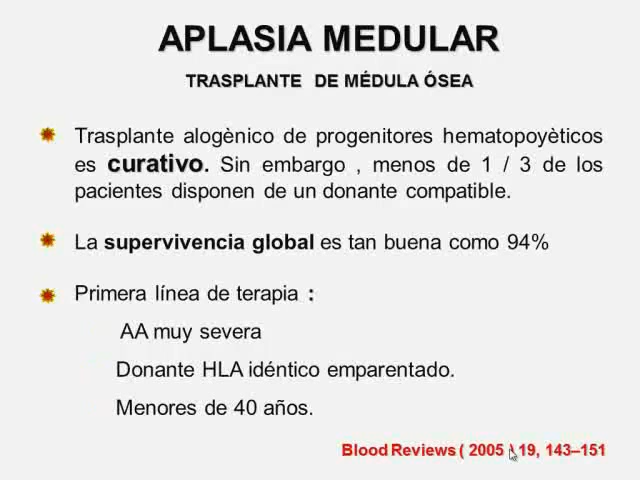 APLASIA MEDULAR
TRASPLANTE DE MÉDULA ÓSEA
Trasplante alogènico de progenitores hematopoyèticos
es curativo. Sin embargo , menos de 1 / 3 de los
pacientes disponen de un donante compatible.
La supervivencia global es tan buena como 94%
Primera línea de terapia :
AA muy severa
Donante HLA idéntico emparentado.
Menores de 40 años.
Blood Reviews ( 2005 ) 19, 143–151